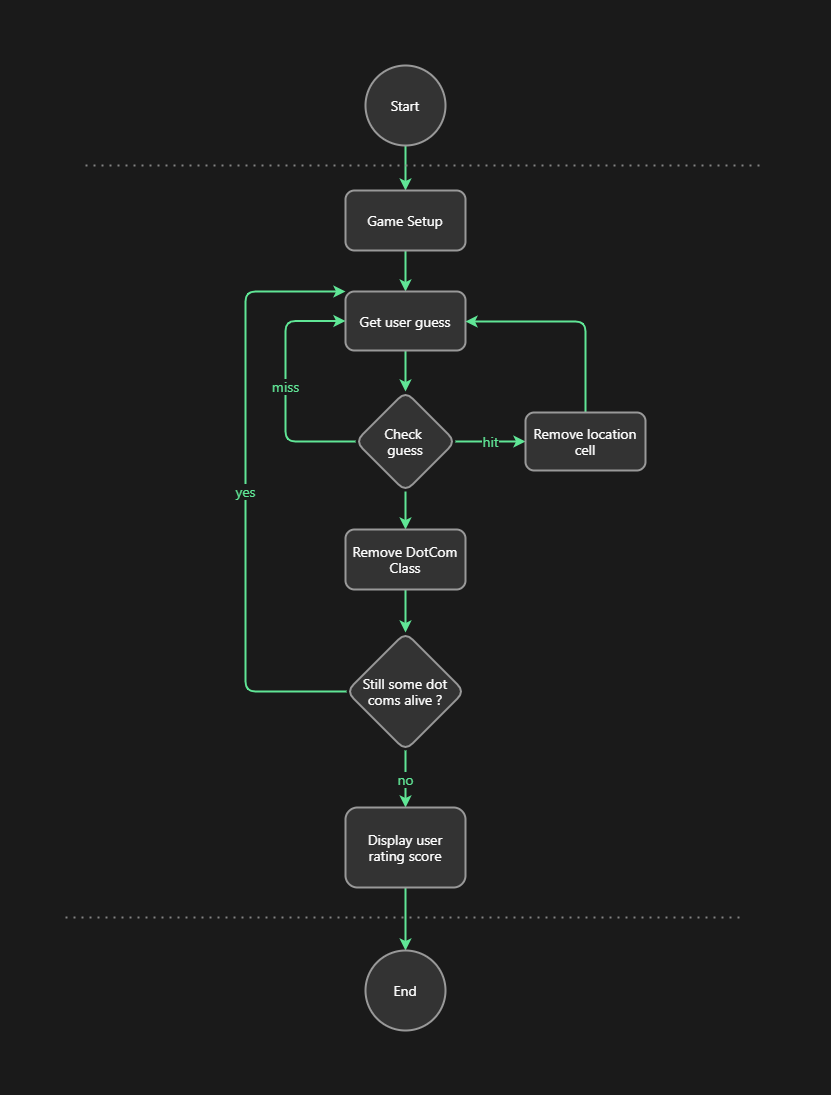 Start
Game Setup
Get user guess
miss
Check
guess
hit
Remove location
cell
yes
Remove DotCom
Class
Still some dot
coms alive ?
no
Display user
rating score
End